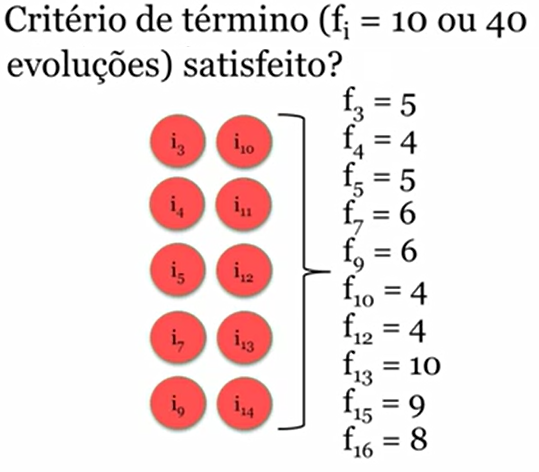 Critério de término (fᵢ = 10 ou 40
evoluções) satisfeito?
i₃ i₁₀
i₄ i₁₁
i₅ i₁₂
i₇ i₁₃
i₉ i₁₄
f₃ = 5
f₄ = 4
f₅ = 5
f₇ = 6
f₉ = 6
f₁₀ = 4
f₁₂ = 4
f₁₃ = 10
f₁₅ = 9
f₁₆ = 8